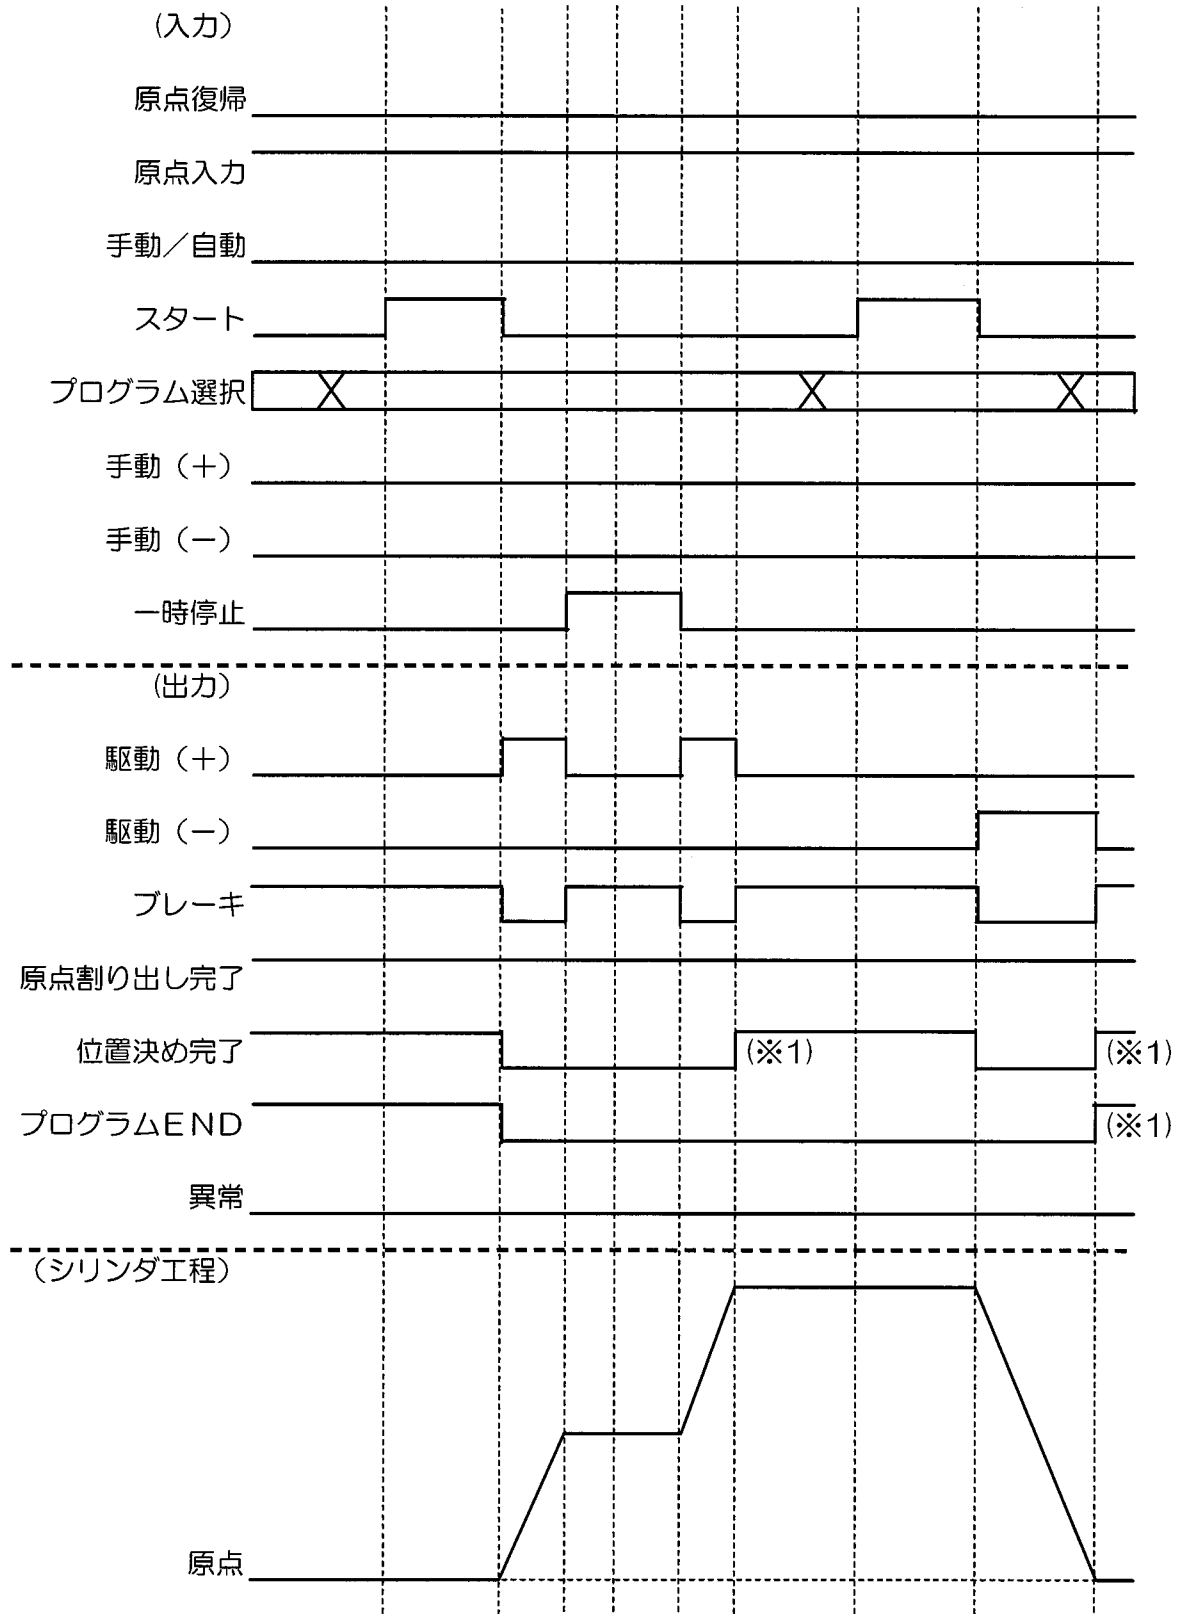 (入力)
原点復帰
原点入力
手動／自動
スタート
プログラム選択
手動（＋）
手動（－）
一時停止
(出力)
駆動（＋）
駆動（－）
ブレーキ
原点割り出し完了
位置決め完了 (※1) (※1)
プログラムEND (※1)
異常
（シリンダ工程）
原点